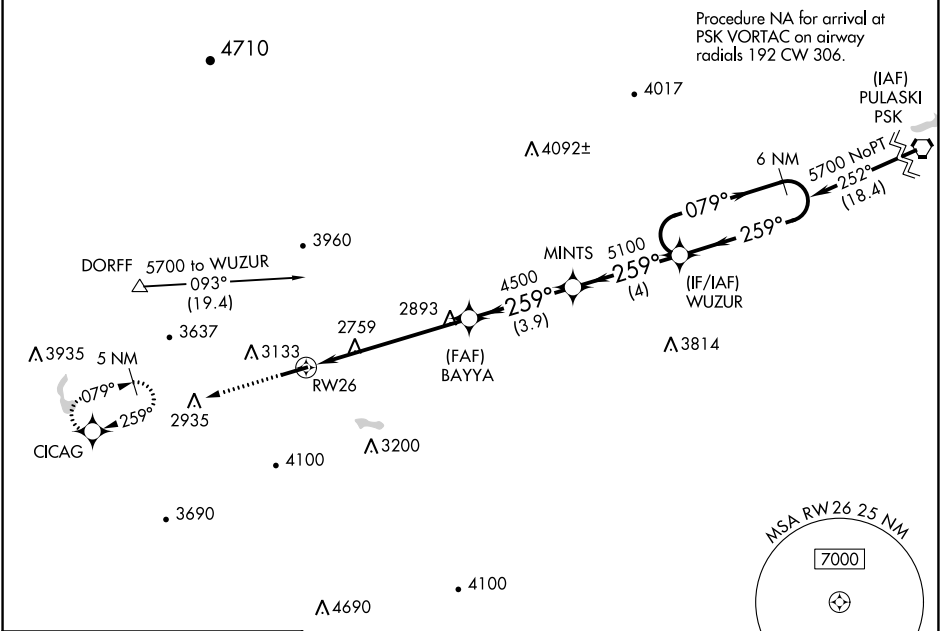 Procedure NA for arrival at
PSK VORTAC on airway
radials 192 CW 306.
4710
4017
(IAF)
PULASKI
PSK
4092±
6 NM
5700 NoPT
252°
(18.4)
079°
259°
3960
MINTS
5100
259°
(4)
(IF/IAF)
WUZUR
DORFF
5700 to WUZUR
093°
(19.4)
4500
259°
(3.9)
2893
3637
2759
(FAF)
BAYYA
3814
3935
5 NM
3133
RW26
079°
259°
2935
CICAG
3200
4100
3690
MSA RW26 25 NM
7000
4100
4690